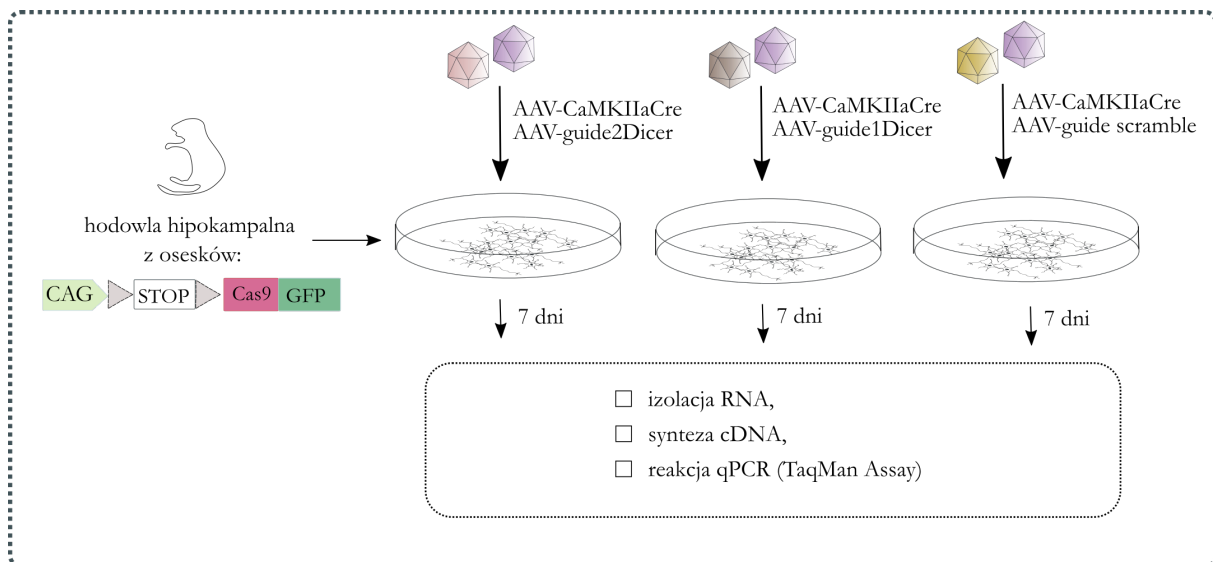 AAV-CaMKIIaCre
AAV-guide2Dicer
AAV-CaMKIIaCre
AAV-guide1Dicer
AAV-CaMKIIaCre
AAV-guide scramble
hodowla hipokampalna
z osesków:
CAG STOP Cas9 GFP
7 dni
7 dni
7 dni
izolacja RNA,
synteza cDNA,
reakcja qPCR (TaqMan Assay)